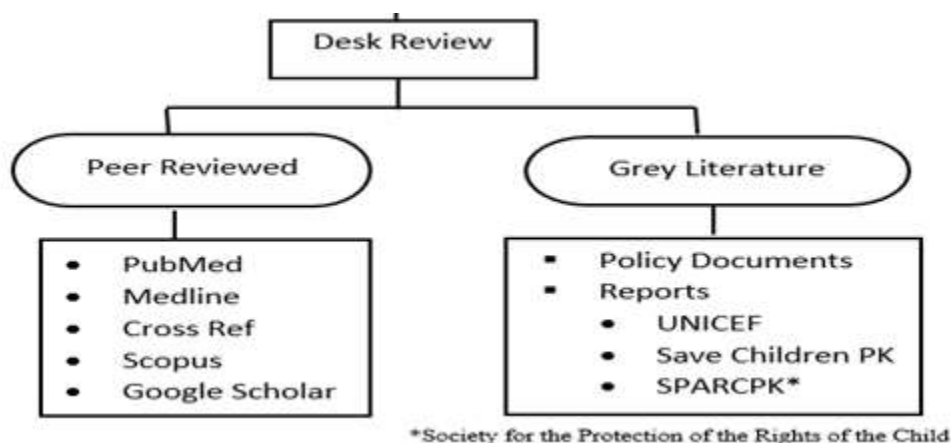 Desk Review
Peer Reviewed
Grey Literature
• PubMed
• Medline
• Cross Ref
• Scopus
• Google Scholar
▪ Policy Documents
▪ Reports
• UNICEF
• Save Children PK
• SPARCPK*
*Society for the Protection of the Rights of the Child